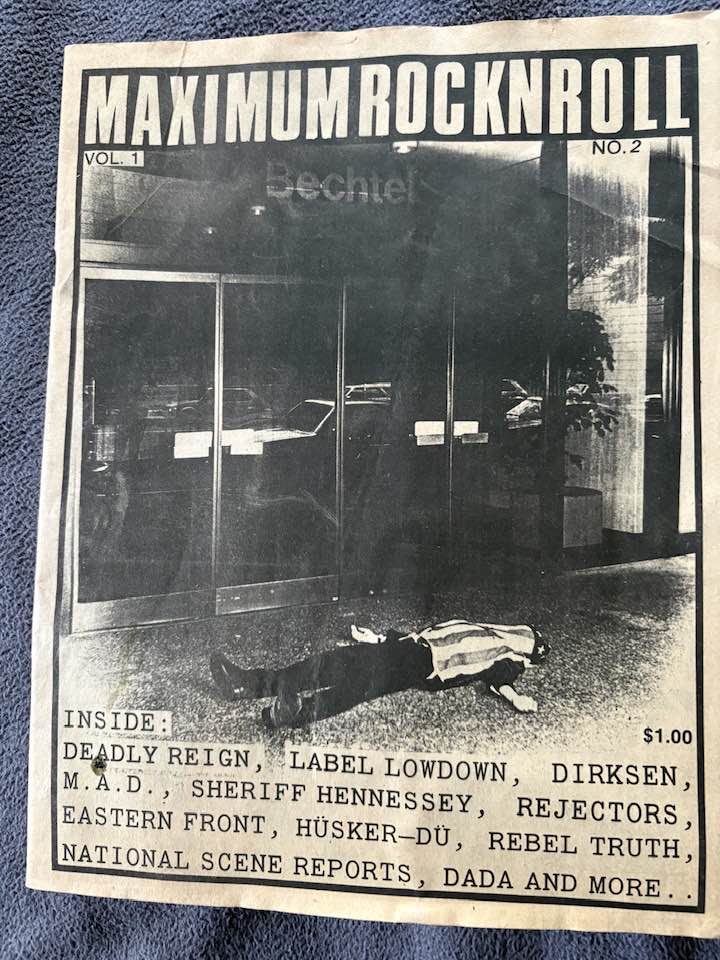 MAXIMUMROCKNROLL
VOL. 1 NO. 2
Bechtel
INSIDE:
$1.00
DEADLY REIGN, LABEL LOWDOWN, DIRKSEN,
M.A.D., SHERIFF HENNESSEY, REJECTORS,
EASTERN FRONT, HÜSKER–DÜ, REBEL TRUTH,
NATIONAL SCENE REPORTS, DADA AND MORE..